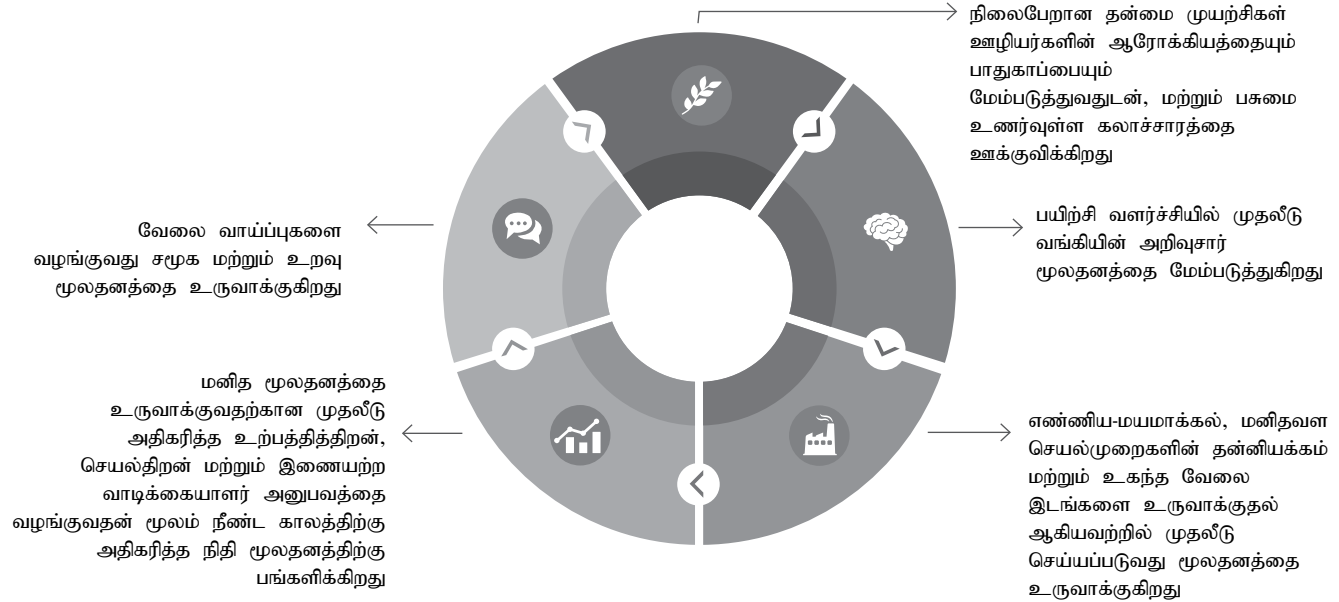 நிலைபேறான தன்மை முயற்சிகள்
ஊழியர்களின் ஆரோக்கியத்தையும்
பாதுகாப்பையும்
மேம்படுத்துவதுடன், மற்றும் பசுமை
உணர்வுள்ள கலாச்சாரத்தை
ஊக்குவிக்கிறது
பயிற்சி வளர்ச்சியில் முதலீடு
வங்கியின் அறிவுசார்
மூலதனத்தை மேம்படுத்துகிறது
எண்ணிய-மயமாக்கல், மனிதவள
செயல்முறைகளின் தன்னியக்கம்
மற்றும் உகந்த வேலை
இடங்களை உருவாக்குதல்
ஆகியவற்றில் முதலீடு
செய்யப்படுவது மூலதனத்தை
உருவாக்குகிறது
மனித மூலதனத்தை
உருவாக்குவதற்கான முதலீடு
அதிகரித்த உற்பத்தித்திறன்,
செயல்திறன் மற்றும் இணையற்ற
வாடிக்கையாளர் அனுபவத்தை
வழங்குவதன் மூலம் நீண்ட காலத்திற்கு
அதிகரித்த நிதி மூலதனத்திற்கு
பங்களிக்கிறது
வேலை வாய்ப்புகளை
வழங்குவது சமூக மற்றும் உறவு
மூலதனத்தை உருவாக்குகிறது